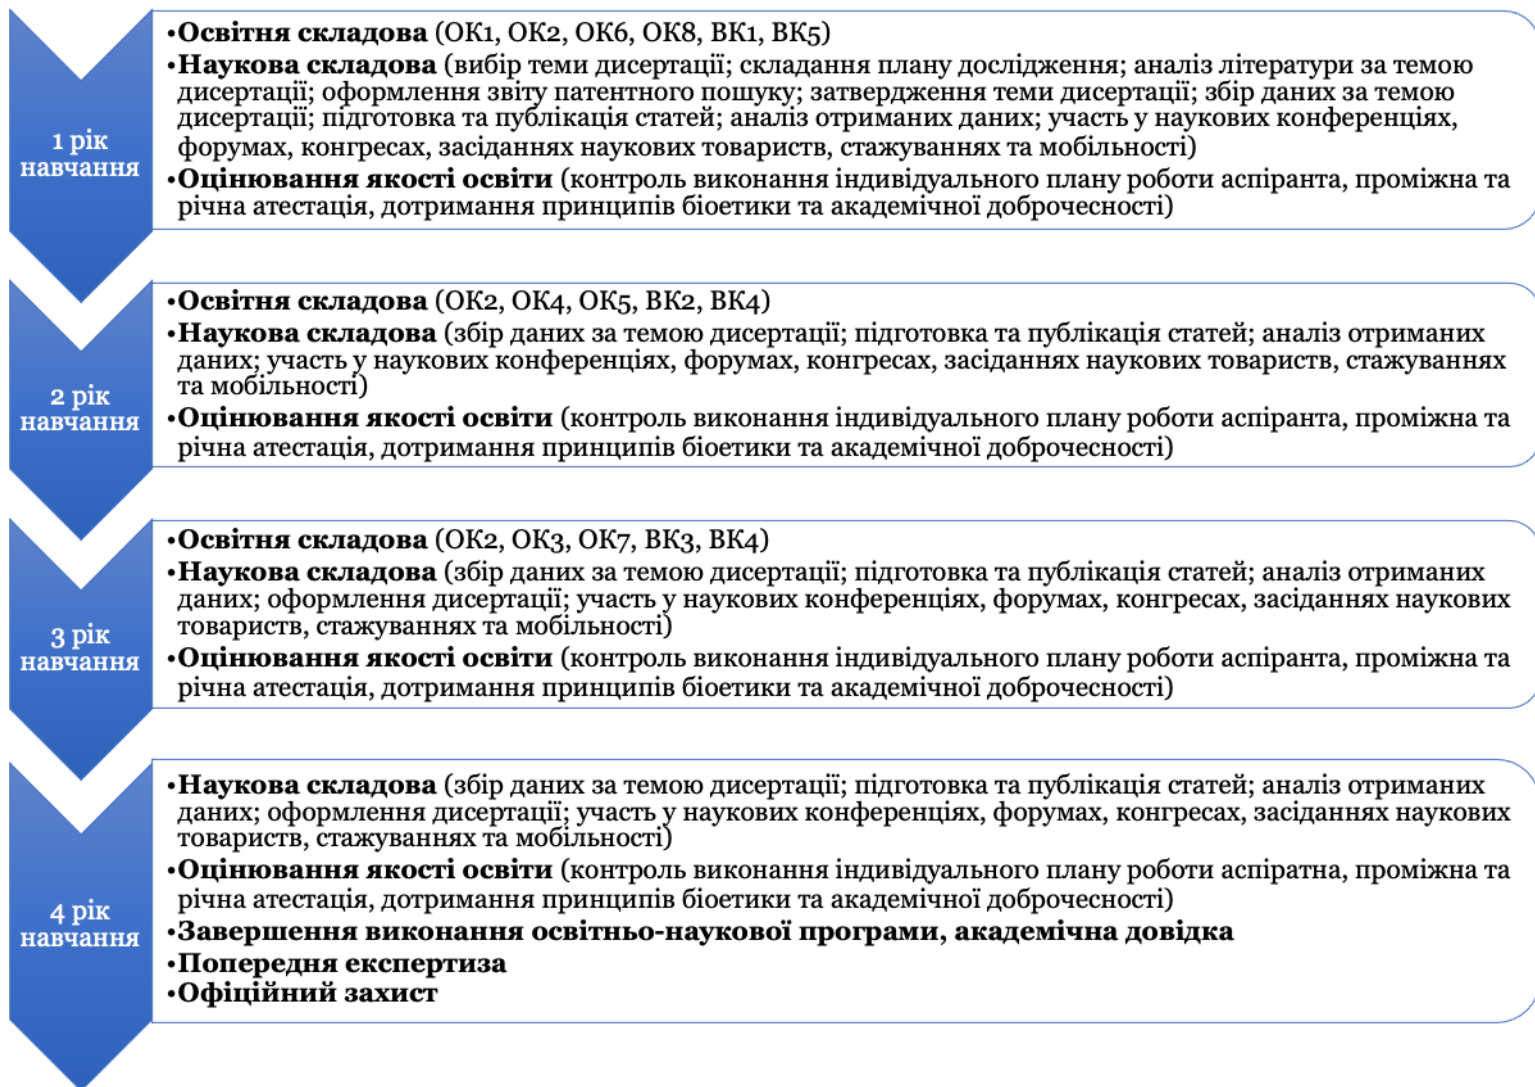 1 рік
навчання
•Освітня складова (ОК1, ОК2, ОК6, ОК8, ВК1, ВК5)
•Наукова складова (вибір теми дисертації; складання плану дослідження; аналіз літератури за темою
дисертації; оформлення звіту патентного пошуку; затвердження теми дисертації; збір даних за темою
дисертації; підготовка та публікація статей; аналіз отриманих даних; участь у наукових конференціях,
форумах, конгресах, засіданнях наукових товариств, стажуваннях та мобільності)
•Оцінювання якості освіти (контроль виконання індивідуального плану роботи аспіранта, проміжна та
річна атестація, дотримання принципів біоетики та академічної доброчесності)
2 рік
навчання
•Освітня складова (ОК2, ОК4, ОК5, ВК2, ВК4)
•Наукова складова (збір даних за темою дисертації; підготовка та публікація статей; аналіз отриманих
даних; участь у наукових конференціях, форумах, конгресах, засіданнях наукових товариств, стажуваннях
та мобільності)
•Оцінювання якості освіти (контроль виконання індивідуального плану роботи аспіранта, проміжна та
річна атестація, дотримання принципів біоетики та академічної доброчесності)
3 рік
навчання
•Освітня складова (ОК2, ОК3, ОК7, ВК3, ВК4)
•Наукова складова (збір даних за темою дисертації; підготовка та публікація статей; аналіз отриманих
даних; оформлення дисертації; участь у наукових конференціях, форумах, конгресах, засіданнях наукових
товариств, стажуваннях та мобільності)
•Оцінювання якості освіти (контроль виконання індивідуального плану роботи аспіранта, проміжна та
річна атестація, дотримання принципів біоетики та академічної доброчесності)
4 рік
навчання
•Наукова складова (збір даних за темою дисертації; підготовка та публікація статей; аналіз отриманих
даних; оформлення дисертації; участь у наукових конференціях, форумах, конгресах, засіданнях наукових
товариств, стажуваннях та мобільності)
•Оцінювання якості освіти (контроль виконання індивідуального плану роботи аспіратна, проміжна та
річна атестація, дотримання принципів біоетики та академічної доброчесності)
•Завершення виконання освітньо-наукової програми, академічна довідка
•Попередня експертиза
•Офіційний захист